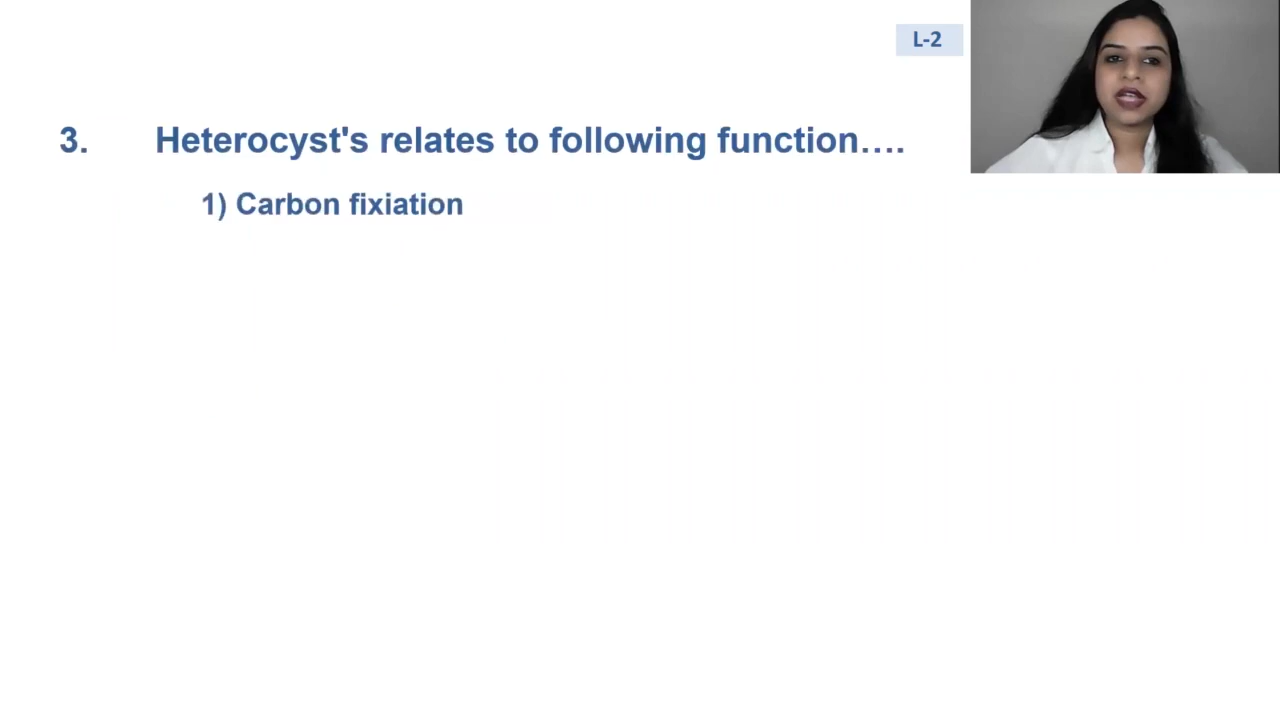 L-2
3. Heterocyst's relates to following function....
1) Carbon fixiation